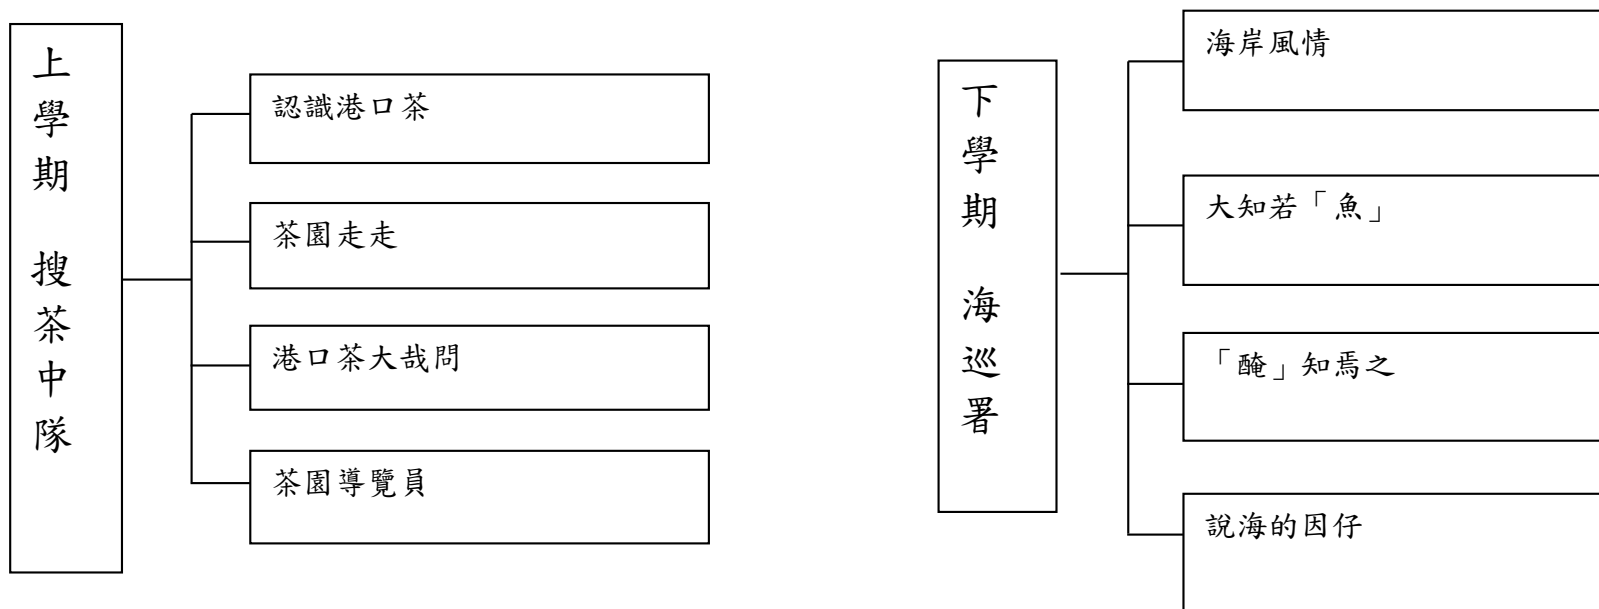 上學期 搜茶中隊
認識港口茶
茶園走走
港口茶大哉問
茶園導覽員
下學期 海巡署
海岸風情
大知若「魚」
「醃」知焉之
說海的因仔